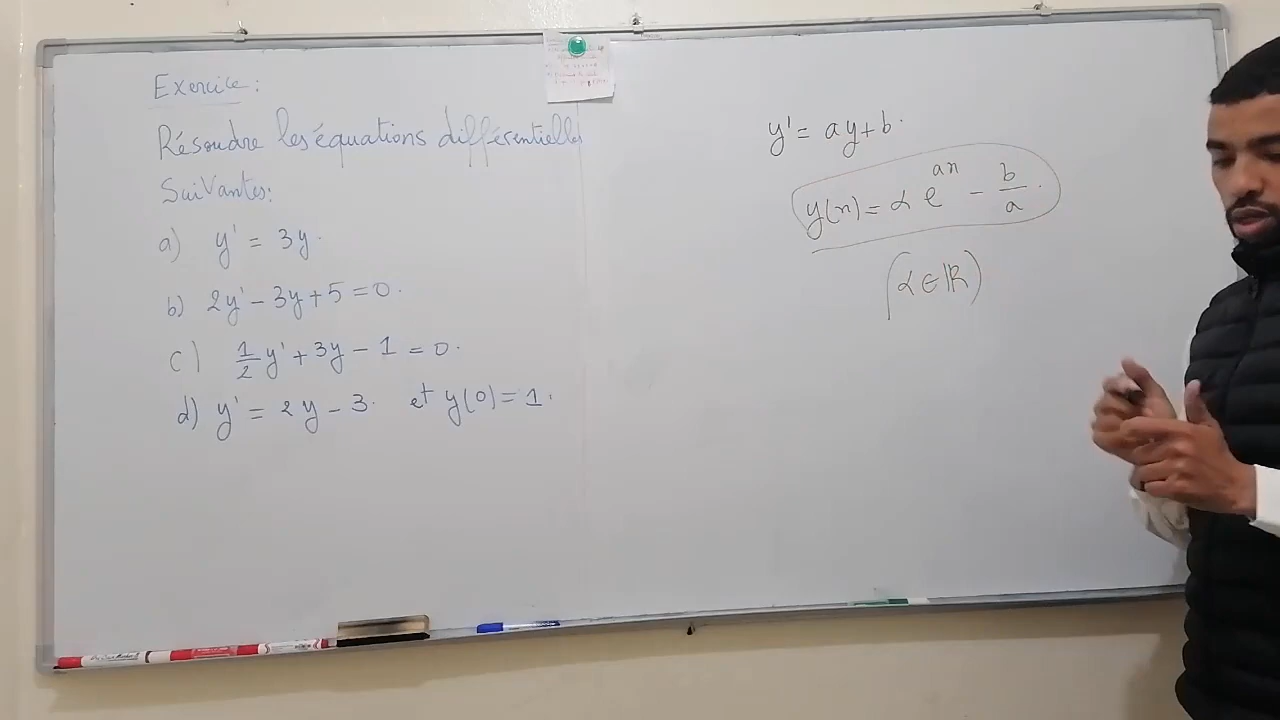 Exercice :
Résoudre les équations différentielles
Suivantes :
a) y' = 3y.
b) 2y' - 3y + 5 = 0.
c) 1/2 y' + 3y - 1 = 0.
d) y' = 2y - 3. et y(0) = 1.
y' = ay + b.
y(x) = α e^{ax} - b/a.
(α ∈ ℝ)